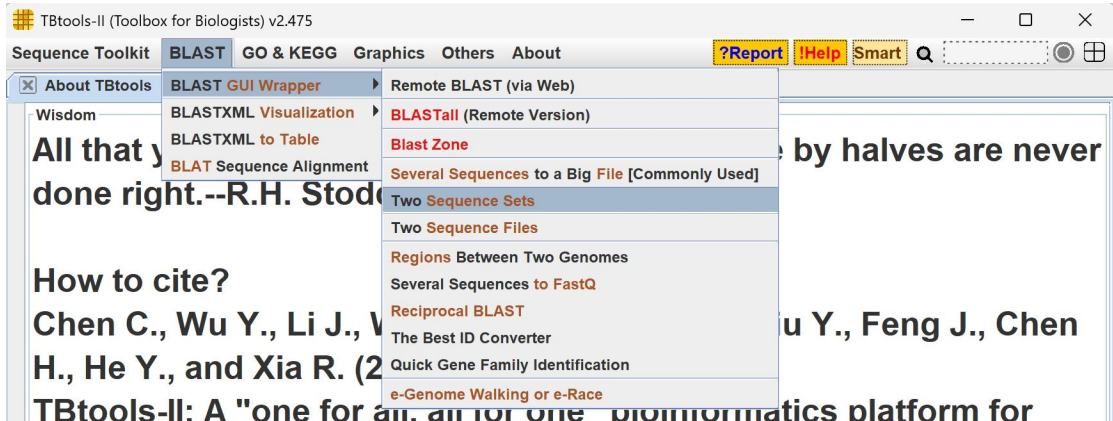 TBtools-II (Toolbox for Biologists) v2.475
Sequence Toolkit BLAST GO & KEGG Graphics Others About ?Report !Help Smart
About TBtools
BLAST GUI Wrapper
BLASTXML Visualization
BLASTXML to Table
BLAT Sequence Alignment
Remote BLAST (via Web)
BLASTall (Remote Version)
Blast Zone
Several Sequences to a Big File [Commonly Used]
Two Sequence Sets
Two Sequence Files
Regions Between Two Genomes
Several Sequences to FastQ
Reciprocal BLAST
The Best ID Converter
Quick Gene Family Identification
e-Genome Walking or e-Race
Wisdom
All that by halves are never
done right.--R.H.
How to cite?
Chen C., Wu Y., Li J., Y., Feng J., Chen
H., He Y., and Xia R.
TBtools-II: A "one for all, all for one" bioinformatics platform for